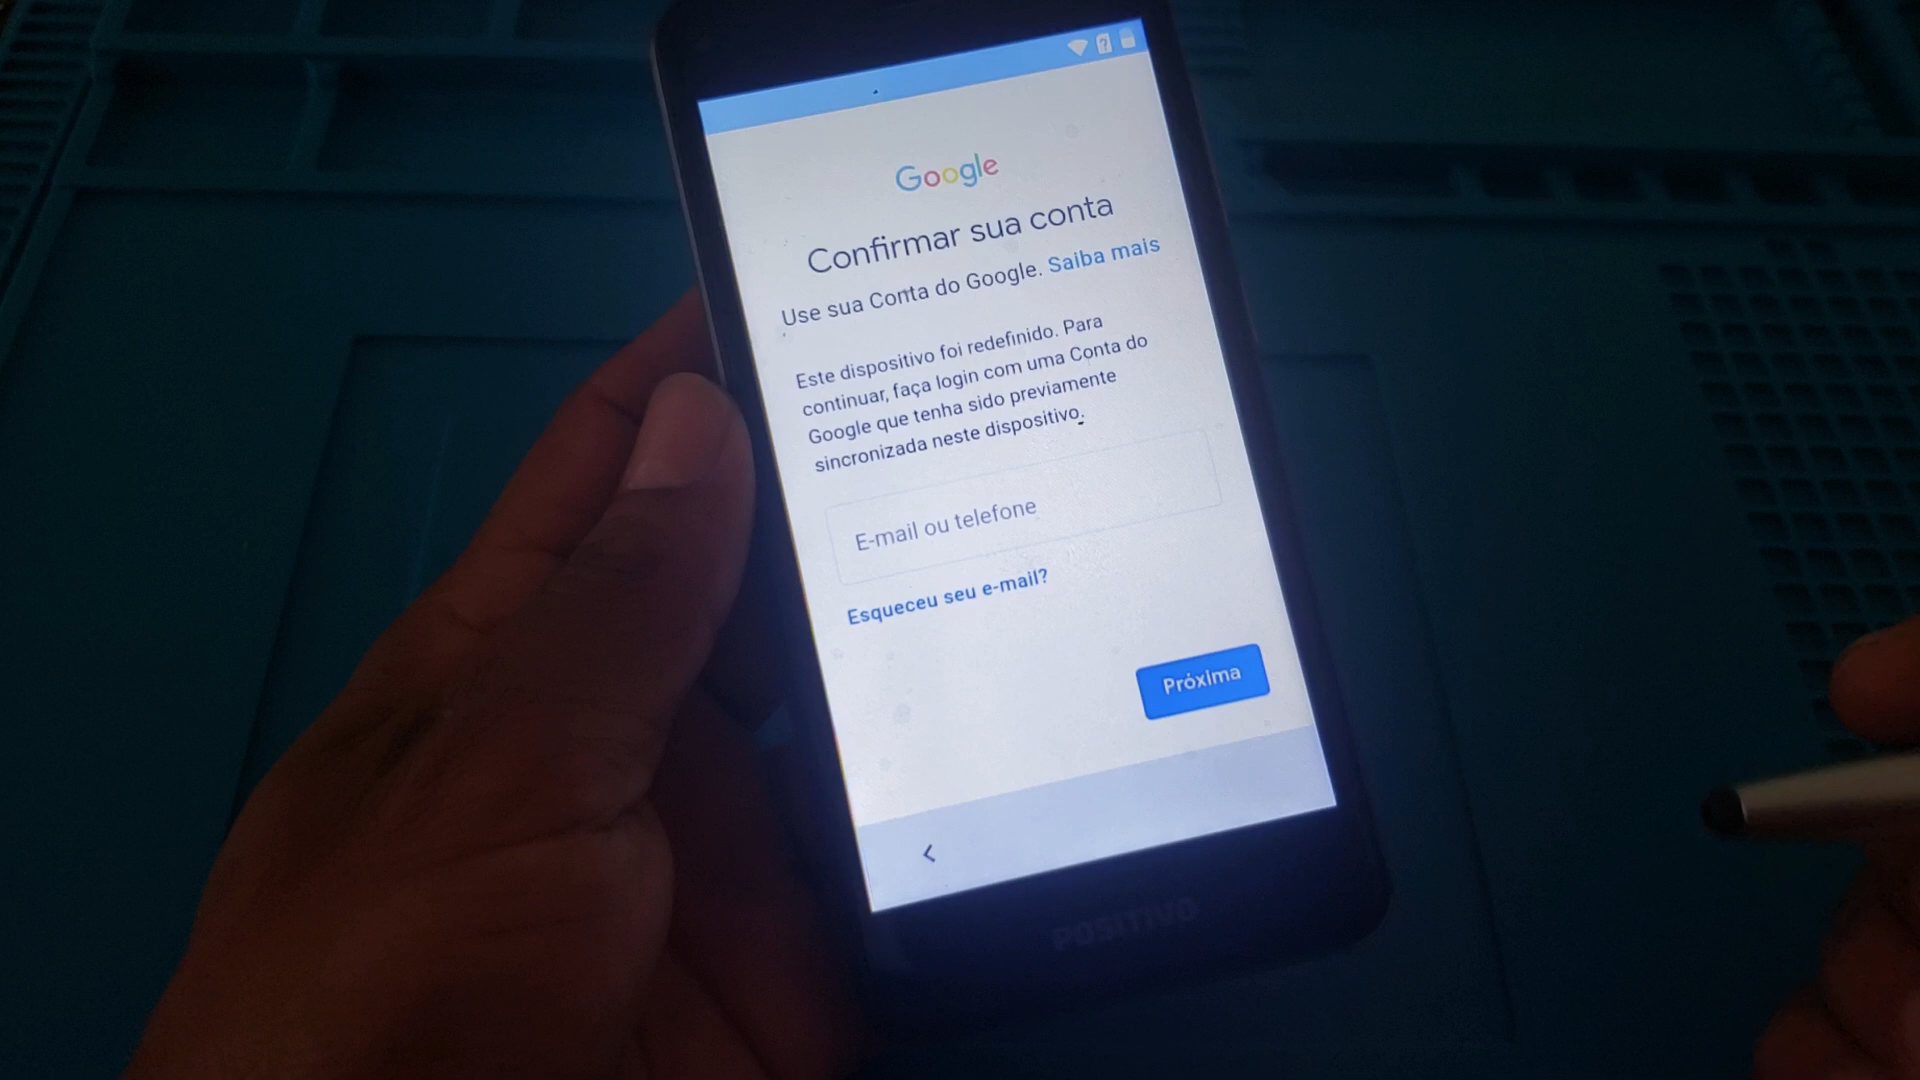 Google
Confirmar sua conta
Use sua Conta do Google. Saiba mais
Este dispositivo foi redefinido. Para
continuar, faça login com uma Conta do
Google que tenha sido previamente
sincronizada neste dispositivo.
E-mail ou telefone
Esqueceu seu e-mail?
Próxima
POSITIVO